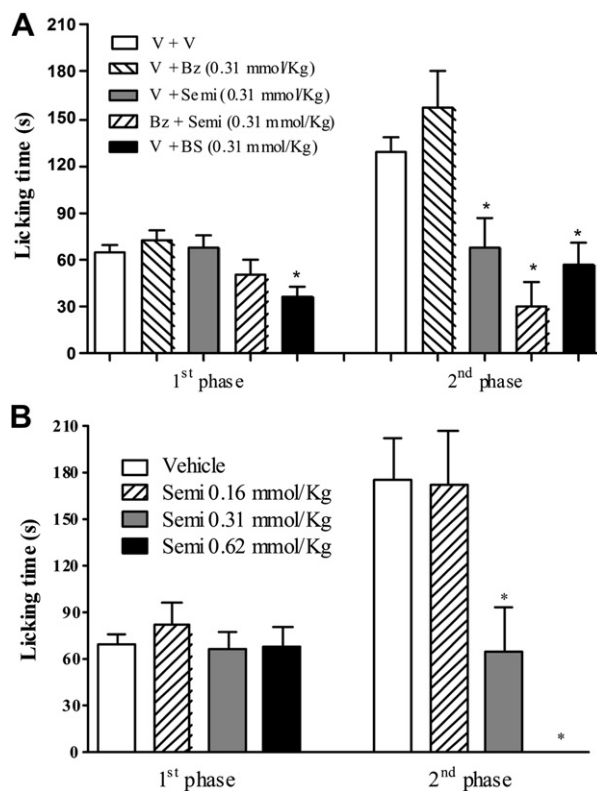 A
Licking time (s)
210
180
150
120
90
60
30
0
V + V
V + Bz (0.31 mmol/Kg)
V + Semi (0.31 mmol/Kg)
Bz + Semi (0.31 mmol/Kg)
V + BS (0.31 mmol/Kg)
*
*
*
*
1st phase
2nd phase
B
Licking time (s)
210
180
150
120
90
60
30
0
Vehicle
Semi 0.16 mmol/Kg
Semi 0.31 mmol/Kg
Semi 0.62 mmol/Kg
*
*
1st phase
2nd phase